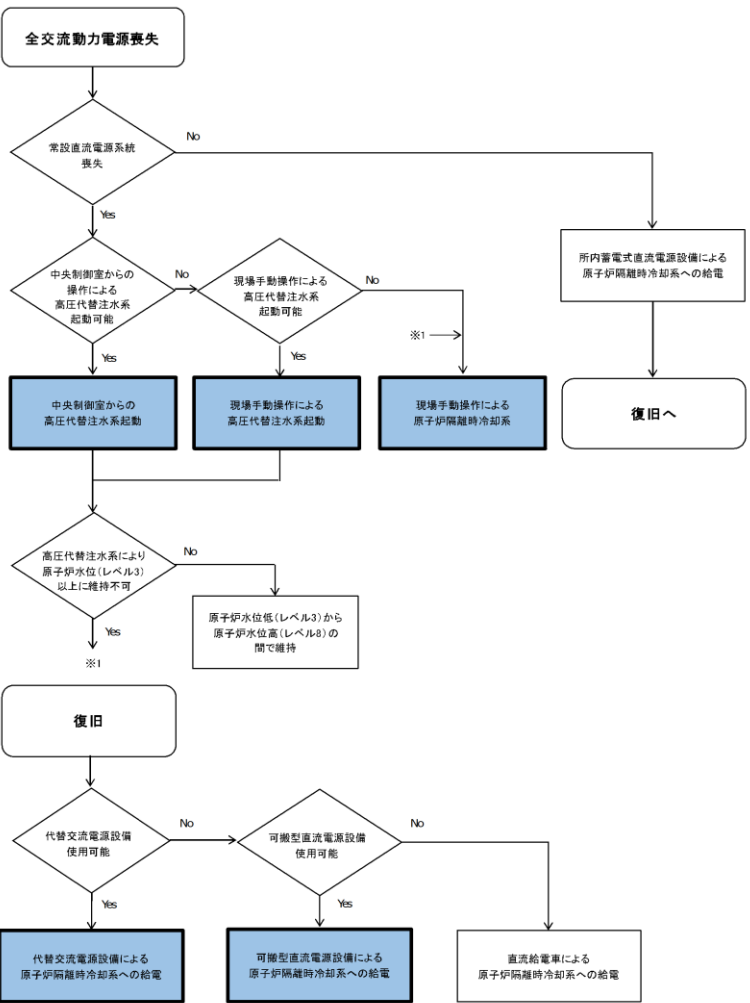 全交流動力電源喪失
常設直流電源系統
喪失
No
Yes
中央制御室からの
操作による
高圧代替注水系
起動可能
No
現場手動操作による
高圧代替注水系
起動可能
No
所内蓄電式直流電源設備による
原子炉隔離時冷却系への給電
※1
Yes
Yes
中央制御室からの
高圧代替注水系起動
現場手動操作による
高圧代替注水系起動
現場手動操作による
原子炉隔離時冷却系
復旧へ
高圧代替注水系により
原子炉水位(レベル3)
以上に維持不可
No
Yes
※1
原子炉水位低(レベル3)から
原子炉水位高(レベル8)の
間で維持
復旧
代替交流電源設備
使用可能
No
可搬型直流電源設備
使用可能
No
Yes
Yes
代替交流電源設備による
原子炉隔離時冷却系への給電
可搬型直流電源設備による
原子炉隔離時冷却系への給電
直流給電車による
原子炉隔離時冷却系への給電